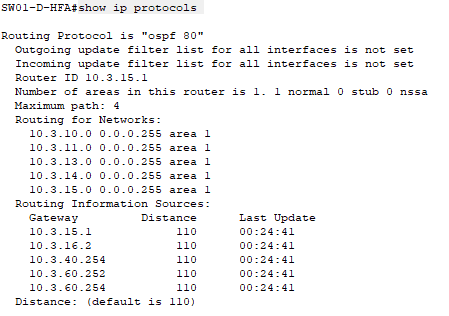 SW01-D-HFA#show ip protocols
Routing Protocol is "ospf 80"
Outgoing update filter list for all interfaces is not set
Incoming update filter list for all interfaces is not set
Router ID 10.3.15.1
Number of areas in this router is 1. 1 normal 0 stub 0 nssa
Maximum path: 4
Routing for Networks:
10.3.10.0 0.0.0.255 area 1
10.3.11.0 0.0.0.255 area 1
10.3.13.0 0.0.0.255 area 1
10.3.14.0 0.0.0.255 area 1
10.3.15.0 0.0.0.255 area 1
Routing Information Sources:
Gateway Distance Last Update
10.3.15.1 110 00:24:41
10.3.16.2 110 00:24:41
10.3.40.254 110 00:24:41
10.3.60.252 110 00:24:41
10.3.60.254 110 00:24:41
Distance: (default is 110)